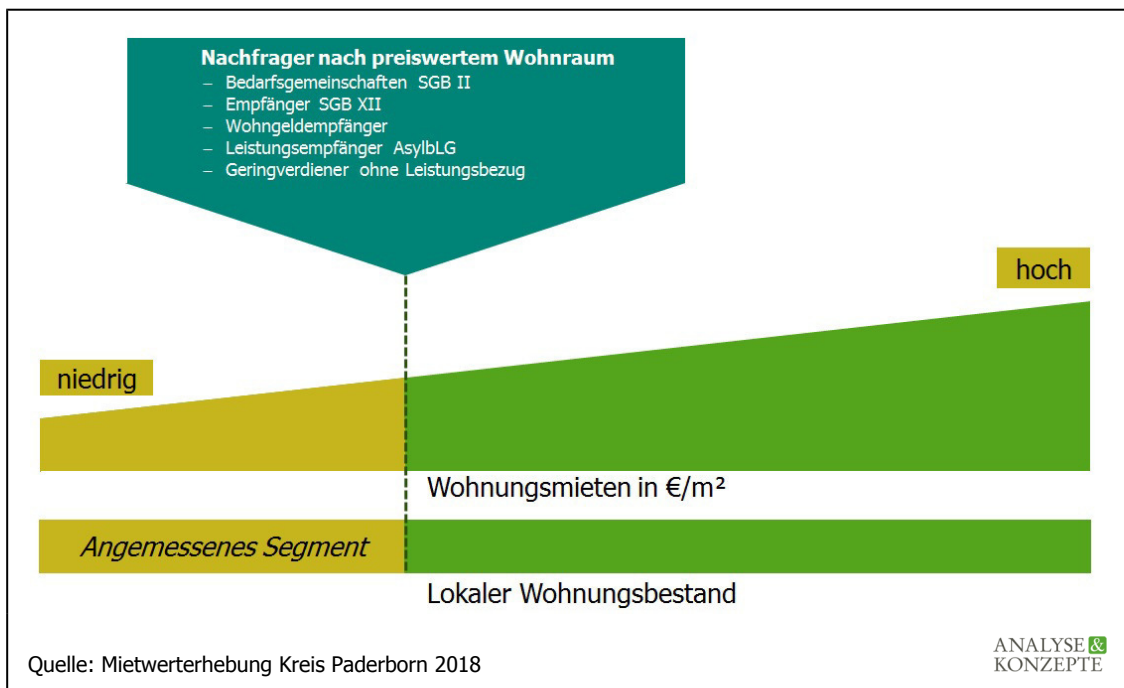 Nachfrager nach preiswertem Wohnraum
– Bedarfsgemeinschaften SGB II
– Empfänger SGB XII
– Wohngeldempfänger
– Leistungsempfänger AsylbLG
– Geringverdiener ohne Leistungsbezug
hoch
niedrig
Wohnungsmieten in €/m²
Angemessenes Segment
Lokaler Wohnungsbestand
Quelle: Mietwerterhebung Kreis Paderborn 2018
ANALYSE &
KONZEPTE